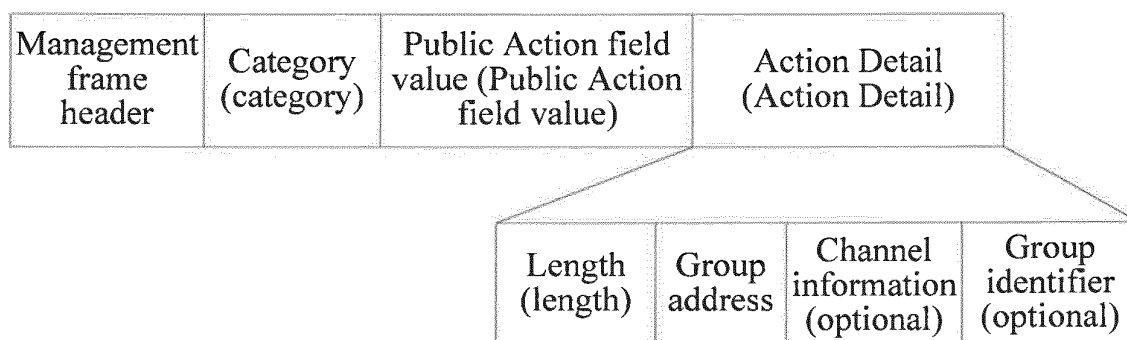 Management
frame
header
Category
(category)
Public Action field
value (Public Action
field value)
Action Detail
(Action Detail)
Length
(length)
Group
address
Channel
information
(optional)
Group
identifier
(optional)